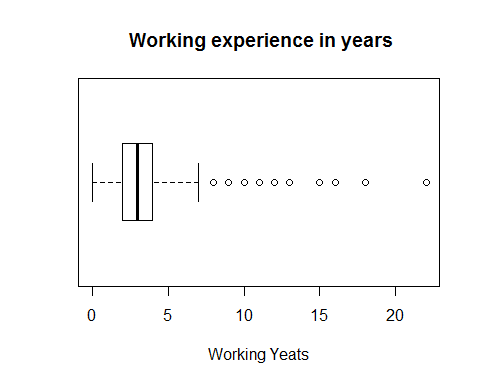 Working experience in years
0 5 10 15 20
Working Yeats